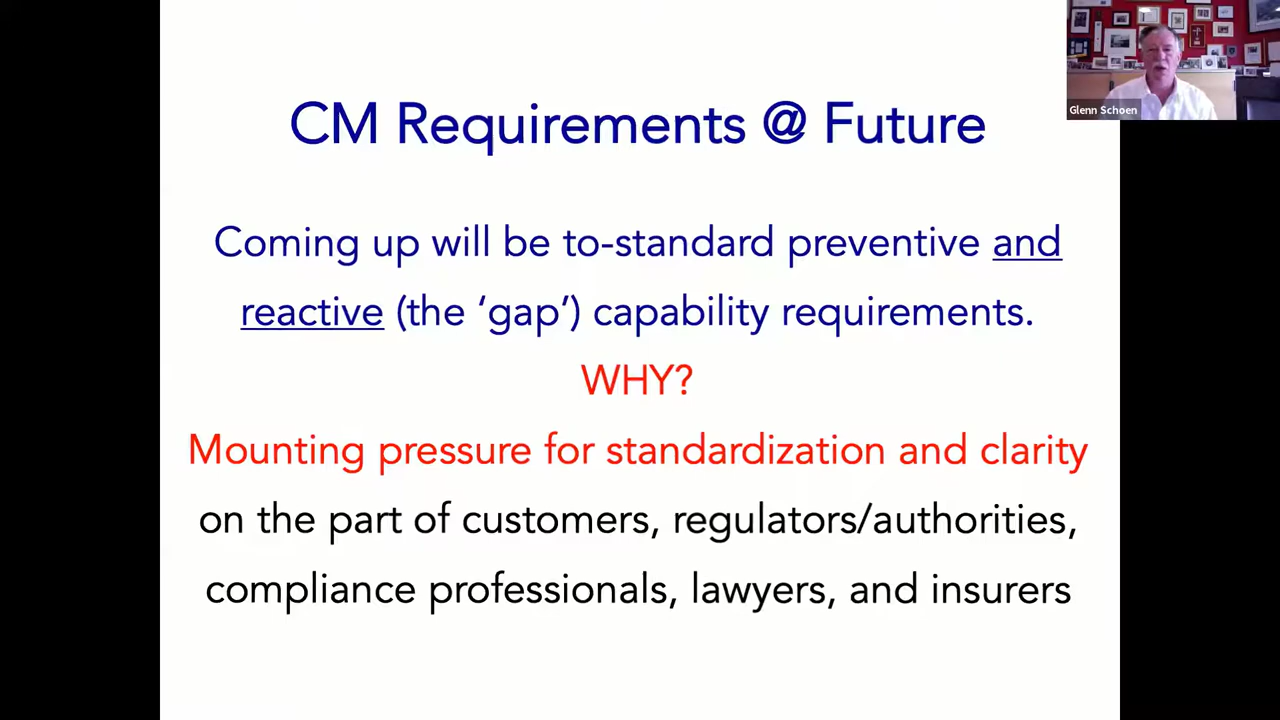 CM Requirements @ Future
Glenn Schoen
Coming up will be to-standard preventive and
reactive (the ‘gap’) capability requirements.
WHY?
Mounting pressure for standardization and clarity
on the part of customers, regulators/authorities,
compliance professionals, lawyers, and insurers